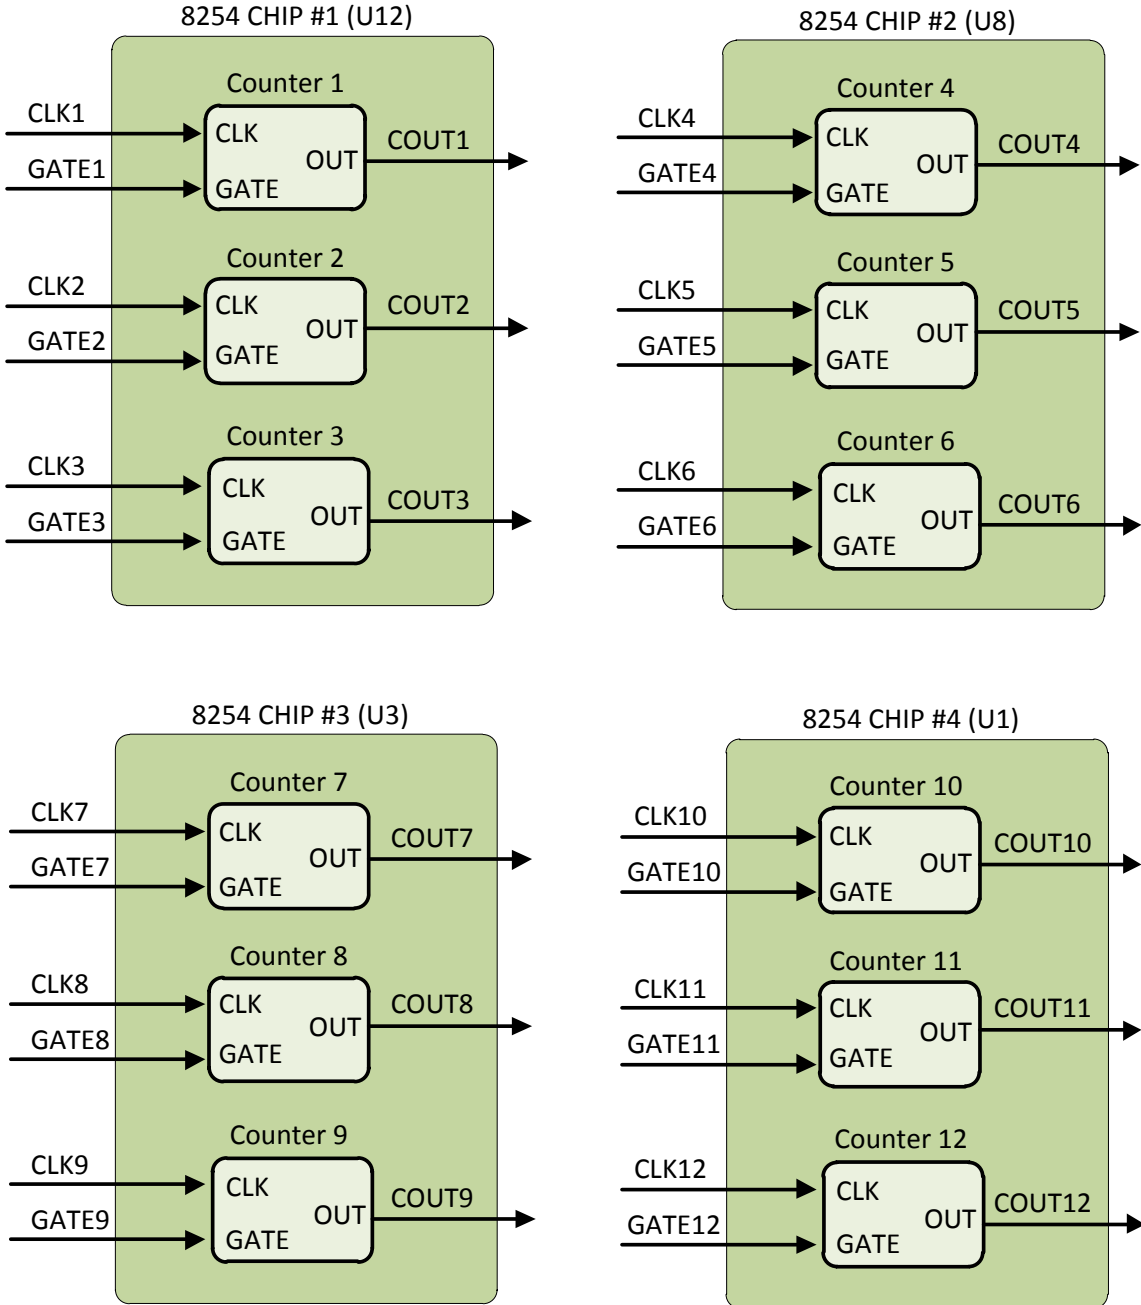 8254 CHIP #1 (U12)
Counter 1
CLK1
CLK
COUT1
OUT
GATE1
GATE
Counter 2
CLK2
CLK
COUT2
OUT
GATE2
GATE
Counter 3
CLK3
CLK
COUT3
OUT
GATE3
GATE
8254 CHIP #2 (U8)
Counter 4
CLK4
CLK
COUT4
OUT
GATE4
GATE
Counter 5
CLK5
CLK
COUT5
OUT
GATE5
GATE
Counter 6
CLK6
CLK
COUT6
OUT
GATE6
GATE
8254 CHIP #3 (U3)
Counter 7
CLK7
CLK
COUT7
OUT
GATE7
GATE
Counter 8
CLK8
CLK
COUT8
OUT
GATE8
GATE
Counter 9
CLK9
CLK
COUT9
OUT
GATE9
GATE
8254 CHIP #4 (U1)
Counter 10
CLK10
CLK
COUT10
OUT
GATE10
GATE
Counter 11
CLK11
CLK
COUT11
OUT
GATE11
GATE
Counter 12
CLK12
CLK
COUT12
OUT
GATE12
GATE